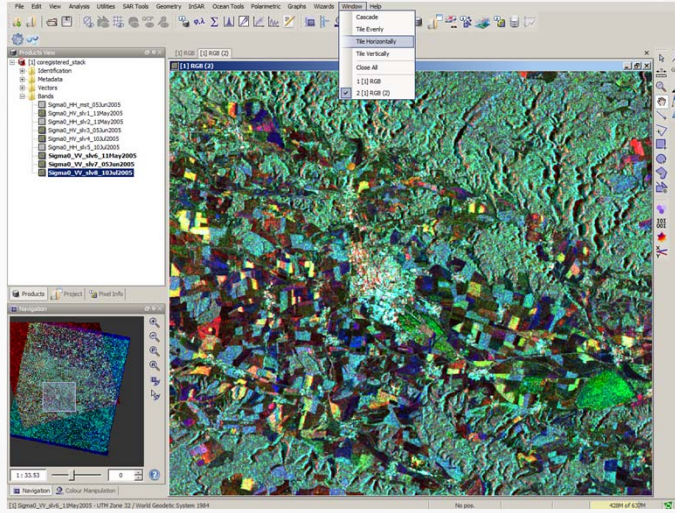 File Edit View Analysis Utilities SAR Tools Geometry InSAR Ocean Tools Polarimetric Graphs Wizards Window Help
Cascade
Tile Evenly
Tile Horizontally
Tile Vertically
Close All
1 [1] RGB
2 [1] RGB (2)
Products View
[1] RGB [1] RGB (2)
[1] RGB (2)
[1] coregistered_stack
Identification
Metadata
Vectors
Bands
Sigma0_HH_mst_05Jun2005
Sigma0_HV_slv1_11May2005
Sigma0_HH_slv2_11May2005
Sigma0_HV_slv3_05Jun2005
Sigma0_HV_slv4_10Jul2005
Sigma0_HH_slv5_10Jul2005
Sigma0_VV_slv6_11May2005
Sigma0_VV_slv7_05Jun2005
Sigma0_VV_slv8_10Jul2005
Products Project Pixel Info
Navigation
1: 33.53 0
Navigation Colour Manipulation
[1] Sigma0_VV_slv6_11May2005 - UTM Zone 32 / World Geodetic System 1984 No pos.